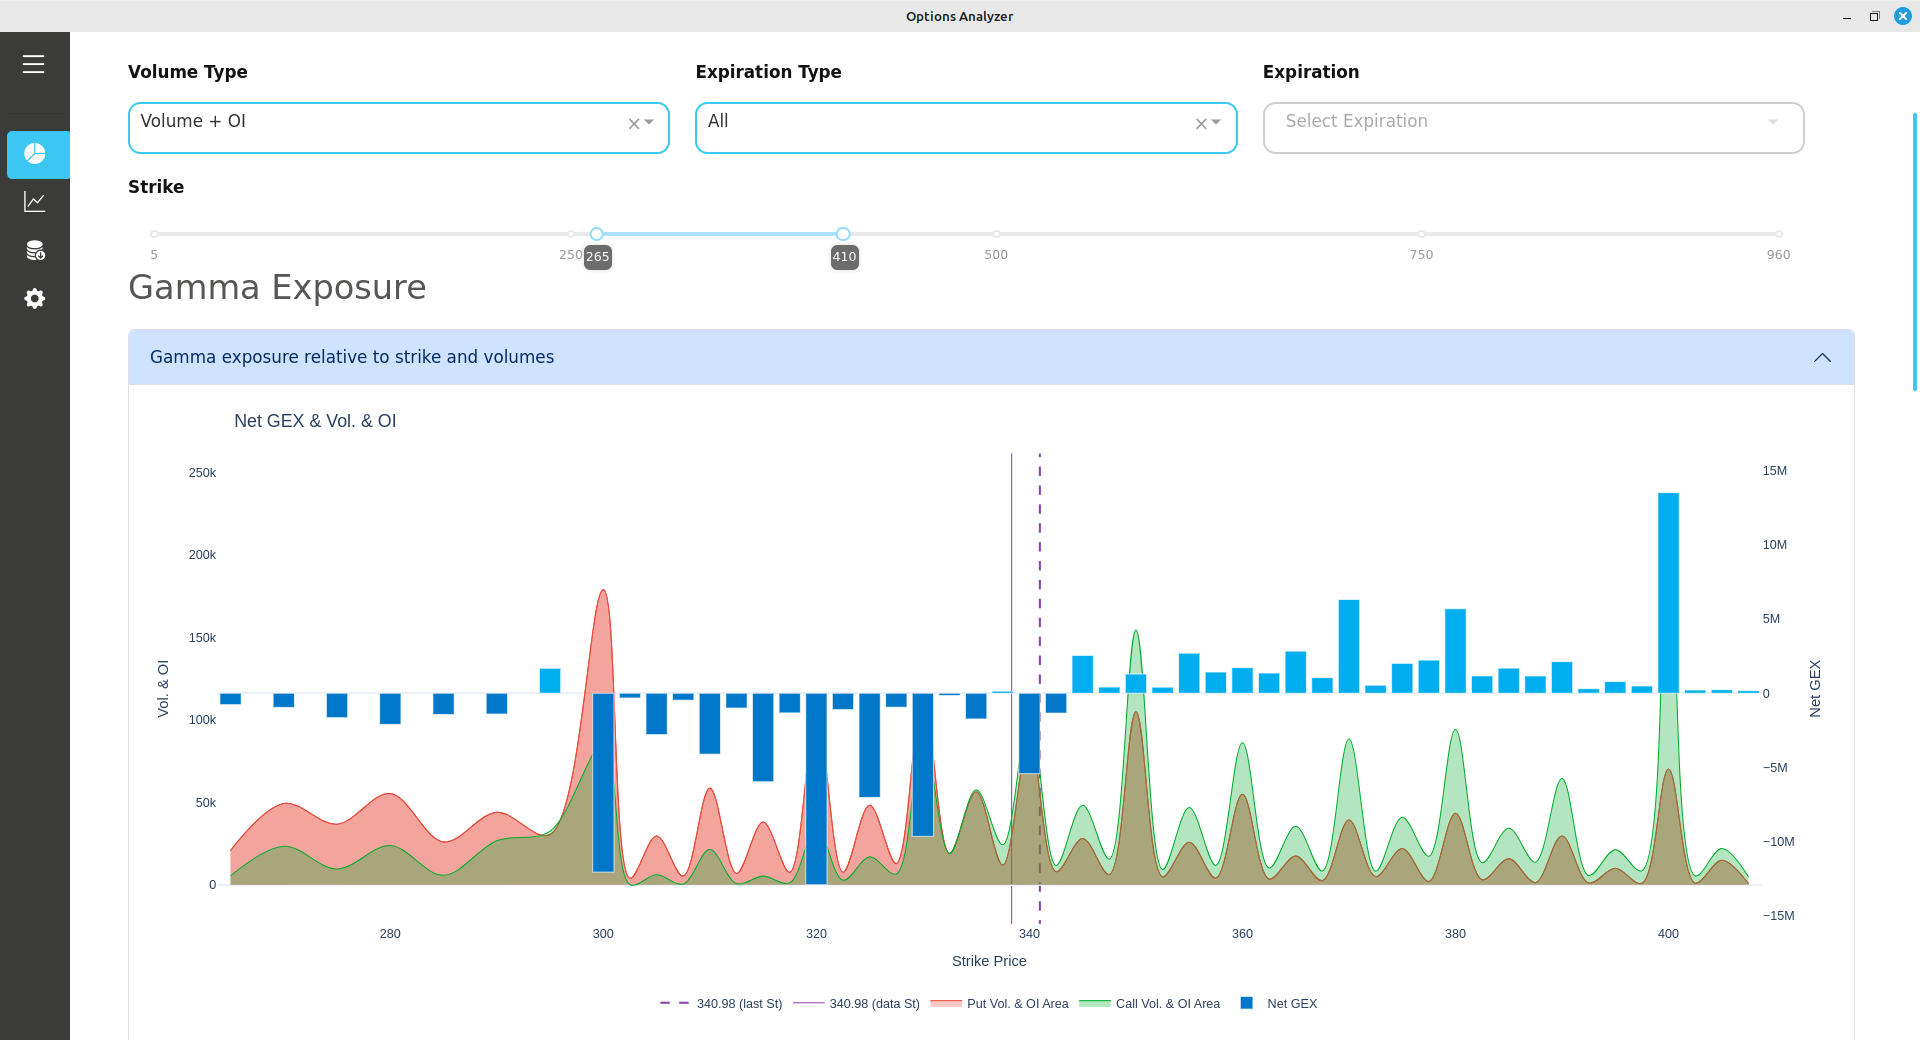 Options Analyzer
Volume Type
Expiration Type
Expiration
Volume + OI
All
Select Expiration
Strike
5
250
265
410
500
750
960
Gamma Exposure
Gamma exposure relative to strike and volumes
Net GEX & Vol. & OI
250k
200k
150k
100k
50k
0
Vol. & OI
15M
10M
5M
0
−5M
−10M
−15M
Net GEX
280
300
320
340
360
380
400
Strike Price
340.98 (last St)
340.98 (data St)
Put Vol. & OI Area
Call Vol. & OI Area
Net GEX